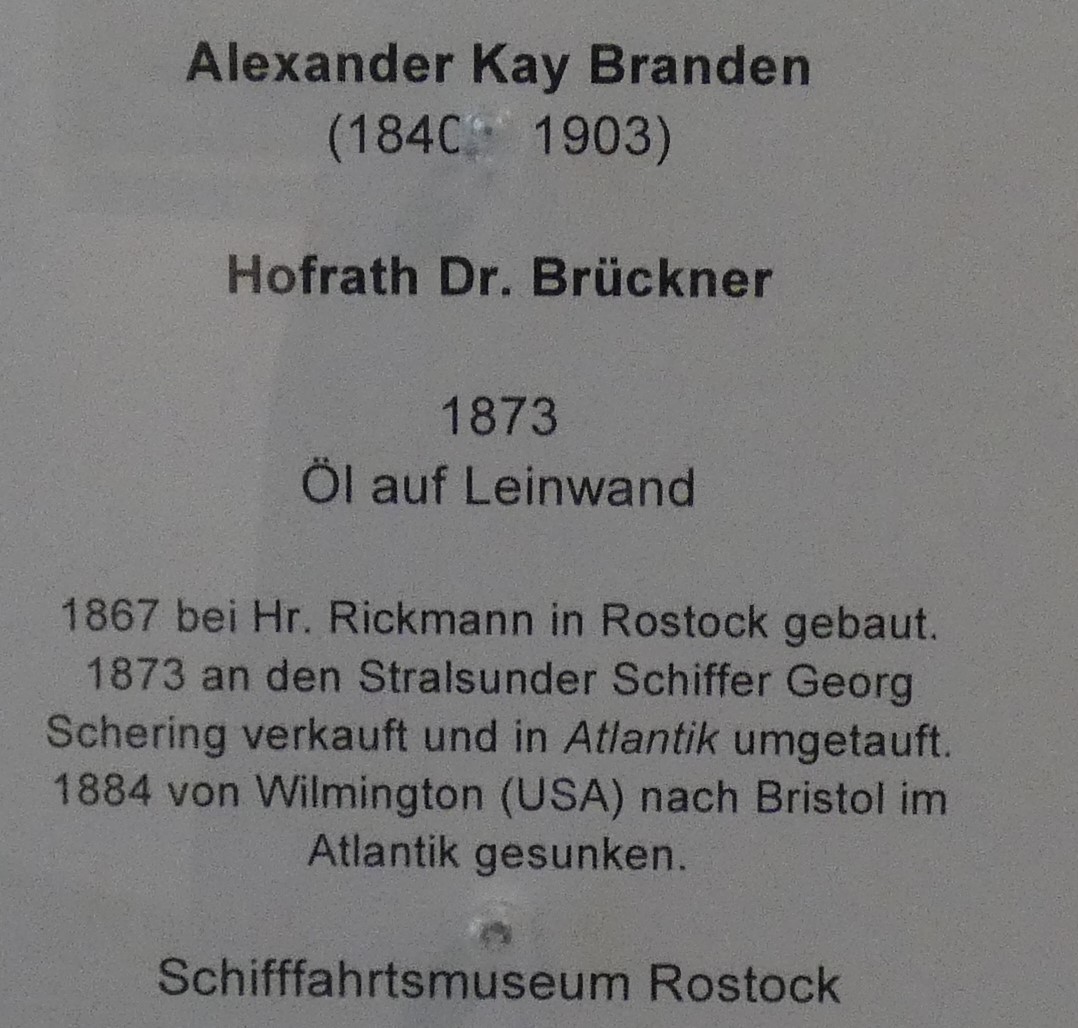 Alexander Kay Branden
(1840 1903)
Hofrath Dr. Brückner
1873
Öl auf Leinwand
1867 bei Hr. Rickmann in Rostock gebaut.
1873 an den Stralsunder Schiffer Georg
Schering verkauft und in Atlantik umgetauft.
1884 von Wilmington (USA) nach Bristol im
Atlantik gesunken.
Schifffahrtsmuseum Rostock